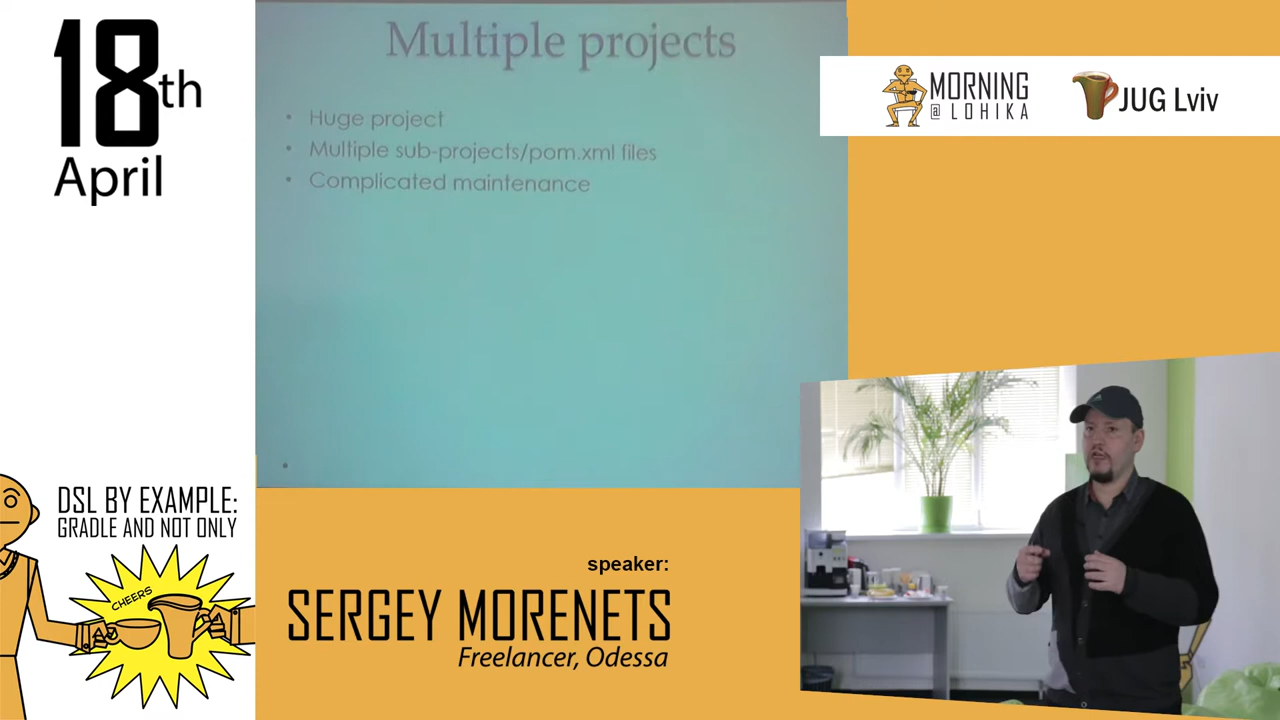 18th
April
Multiple projects
• Huge project
• Multiple sub-projects/pom.xml files
• Complicated maintenance
MORNING
@ LOHIKA
JUG Lviv
DSL BY EXAMPLE:
GRADLE AND NOT ONLY
CHEERS
speaker:
SERGEY MORENETS
Freelancer, Odessa